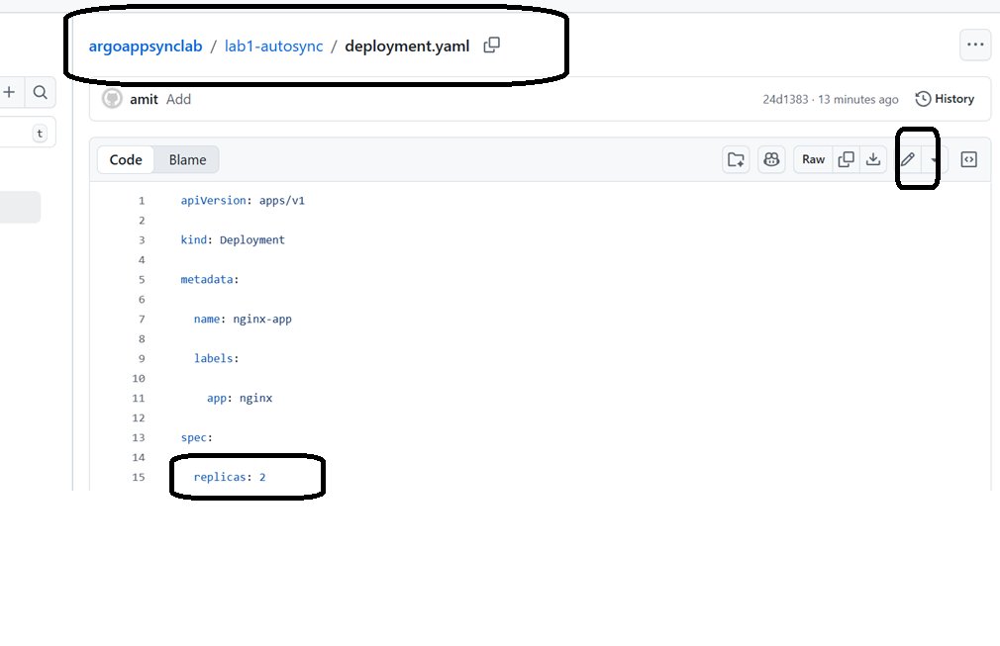 argoappsynclab / lab1-autosync / deployment.yaml
amit Add
24d1383 · 13 minutes ago History
t
Code Blame
Raw
1 apiVersion: apps/v1
2
3 kind: Deployment
4
5 metadata:
6
7 name: nginx-app
8
9 labels:
10
11 app: nginx
12
13 spec:
14
15 replicas: 2